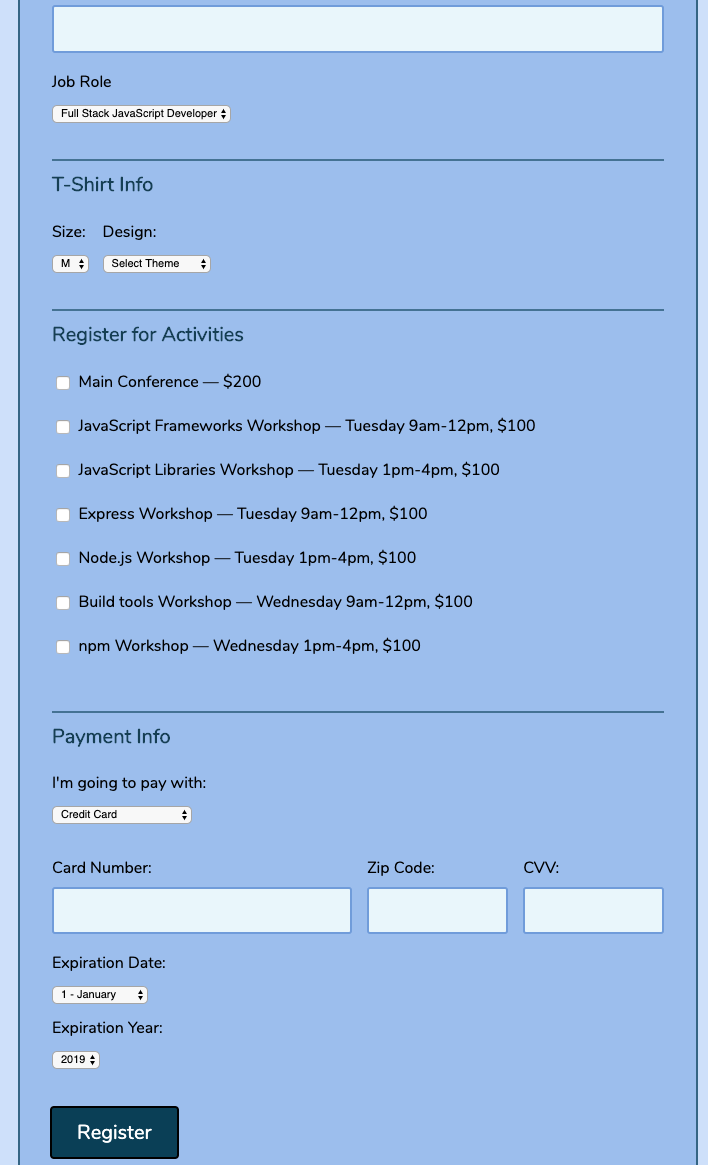 Job Role
Full Stack JavaScript Developer
T-Shirt Info
Size: Design:
M Select Theme
Register for Activities
Main Conference — $200
JavaScript Frameworks Workshop — Tuesday 9am-12pm, $100
JavaScript Libraries Workshop — Tuesday 1pm-4pm, $100
Express Workshop — Tuesday 9am-12pm, $100
Node.js Workshop — Tuesday 1pm-4pm, $100
Build tools Workshop — Wednesday 9am-12pm, $100
npm Workshop — Wednesday 1pm-4pm, $100
Payment Info
I'm going to pay with:
Credit Card
Card Number: Zip Code: CVV:
Expiration Date:
1 - January
Expiration Year:
2019
Register